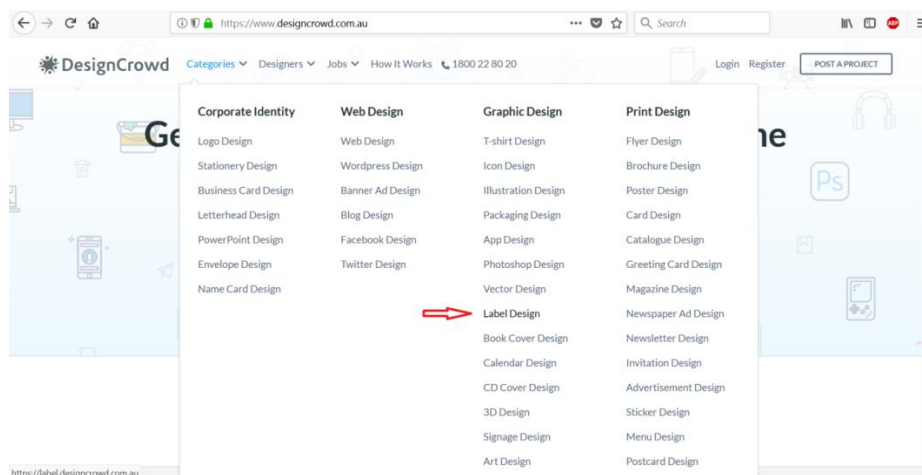 https://www.designcrowd.com.au
Search
ABP
DesignCrowd
Categories
Designers
Jobs
How It Works
1800 22 80 20
Login
Register
POST A PROJECT
Ge
ne
Ps
Corporate Identity
Logo Design
Stationery Design
Business Card Design
Letterhead Design
PowerPoint Design
Envelope Design
Name Card Design
Web Design
Web Design
Wordpress Design
Banner Ad Design
Blog Design
Facebook Design
Twitter Design
Graphic Design
T-shirt Design
Icon Design
Illustration Design
Packaging Design
App Design
Photoshop Design
Vector Design
Label Design
Book Cover Design
Calendar Design
CD Cover Design
3D Design
Signage Design
Art Design
Print Design
Flyer Design
Brochure Design
Poster Design
Card Design
Catalogue Design
Greeting Card Design
Magazine Design
Newspaper Ad Design
Newsletter Design
Invitation Design
Advertisement Design
Sticker Design
Menu Design
Postcard Design
https://label.designcrowd.com.au